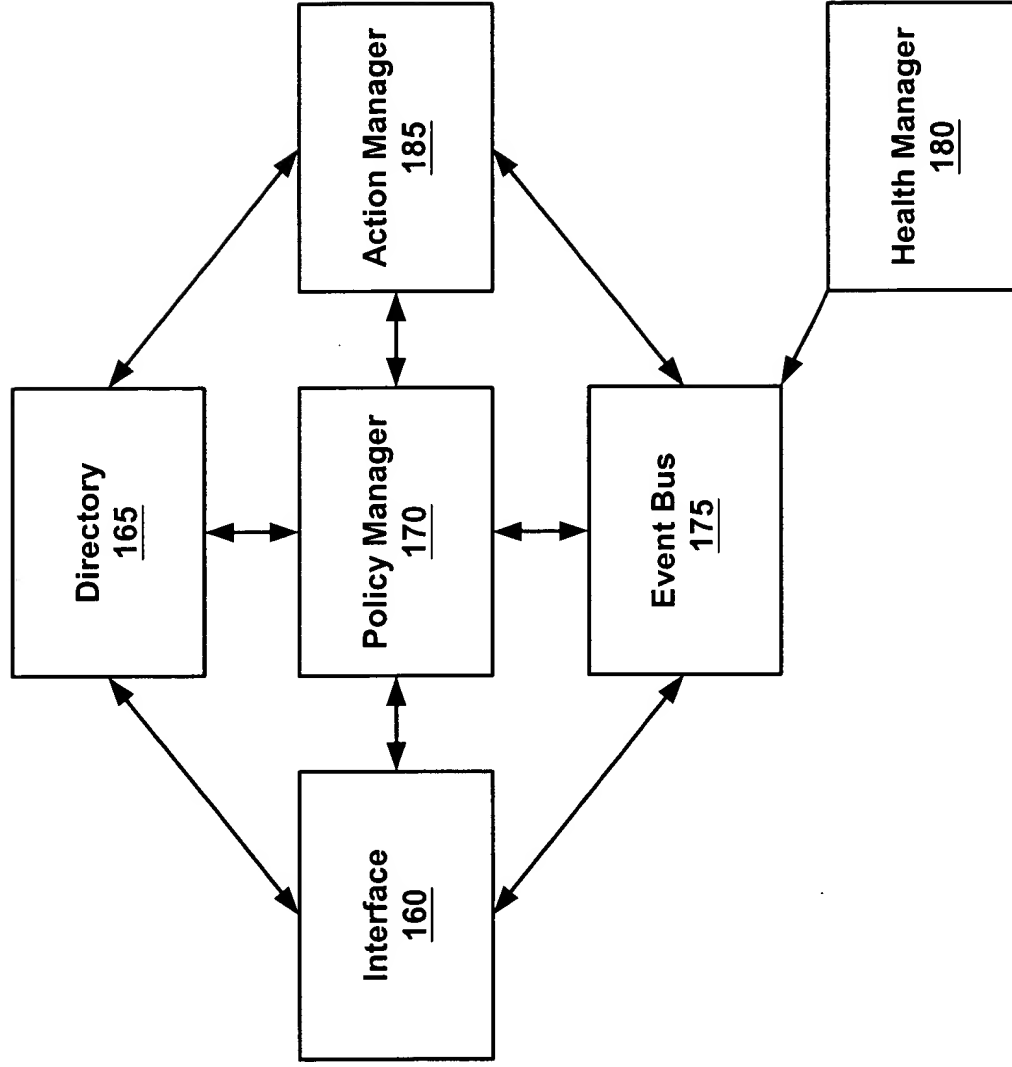 Directory
165
Interface
160
Policy Manager
170
Action Manager
185
Event Bus
175
Health Manager
180